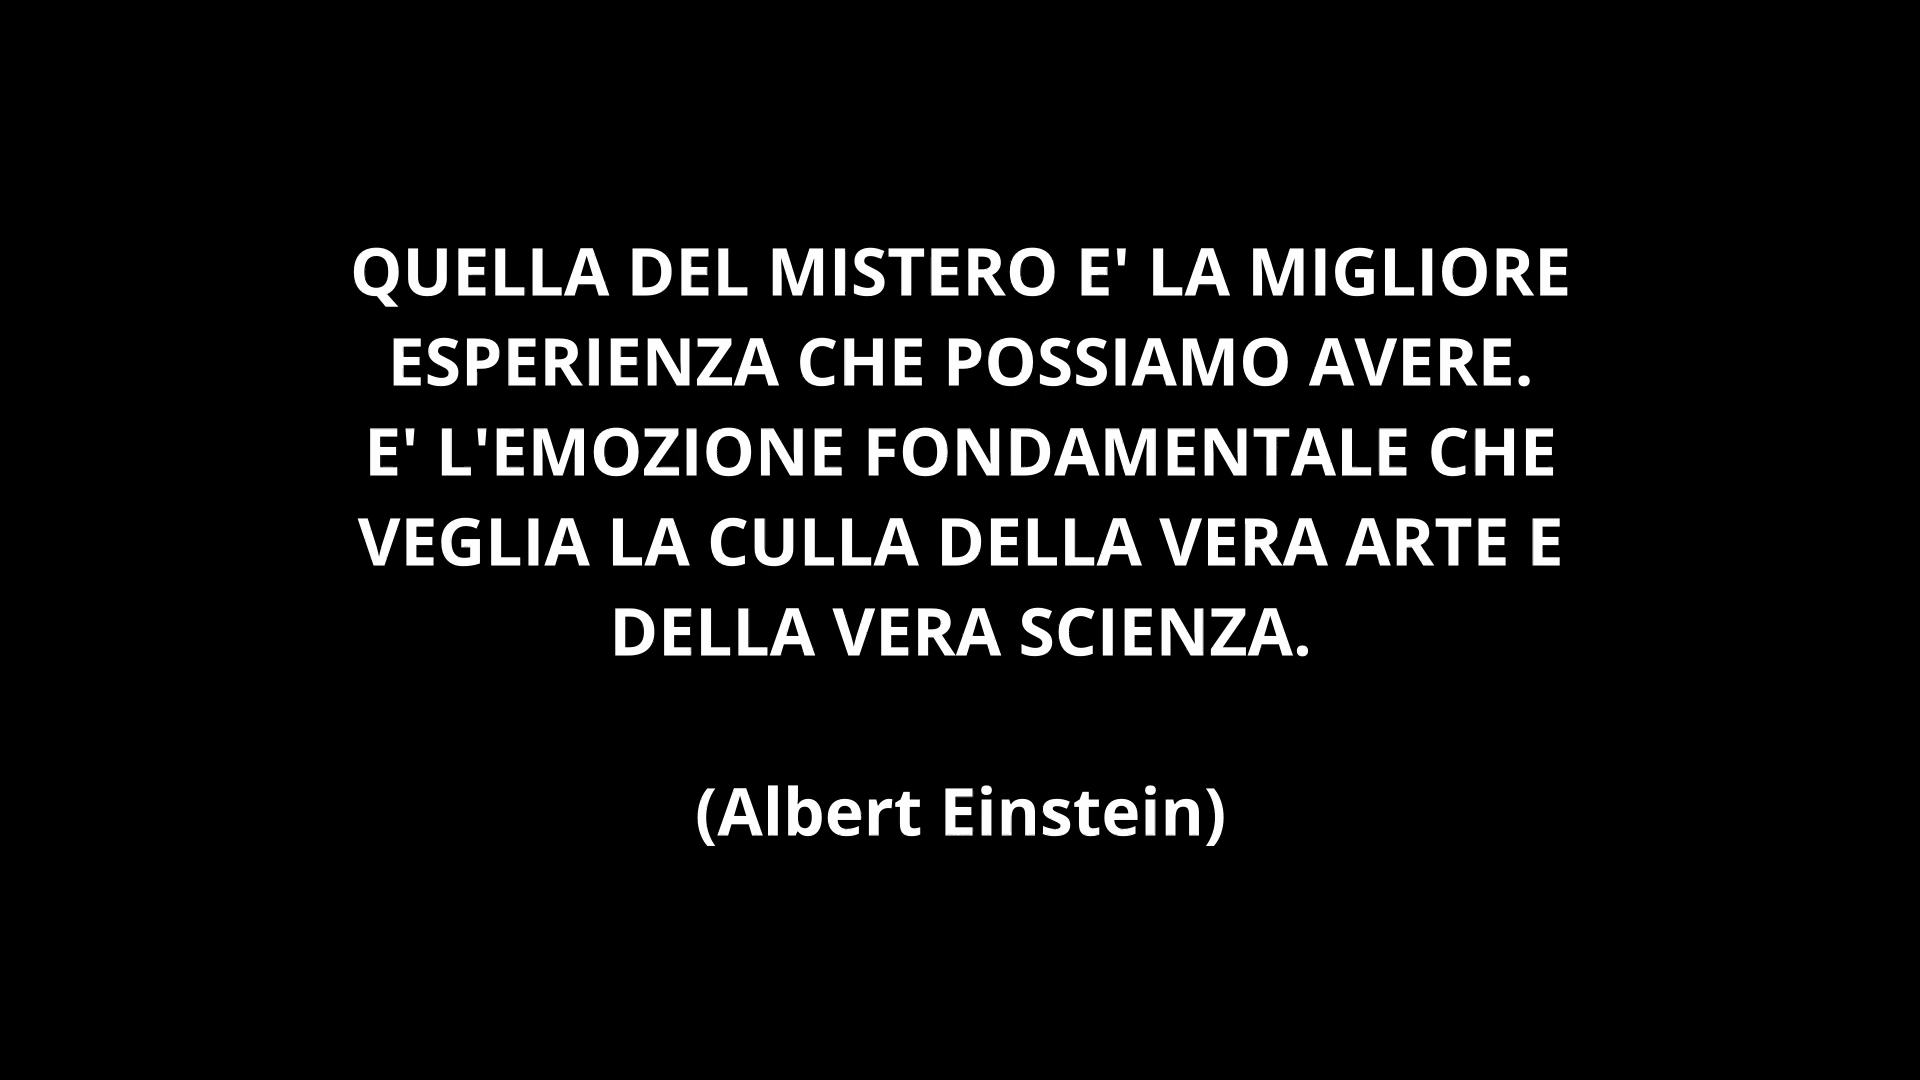 QUELLA DEL MISTERO E' LA MIGLIORE
ESPERIENZA CHE POSSIAMO AVERE.
E' L'EMOZIONE FONDAMENTALE CHE
VEGLIA LA CULLA DELLA VERA ARTE E
DELLA VERA SCIENZA.
(Albert Einstein)